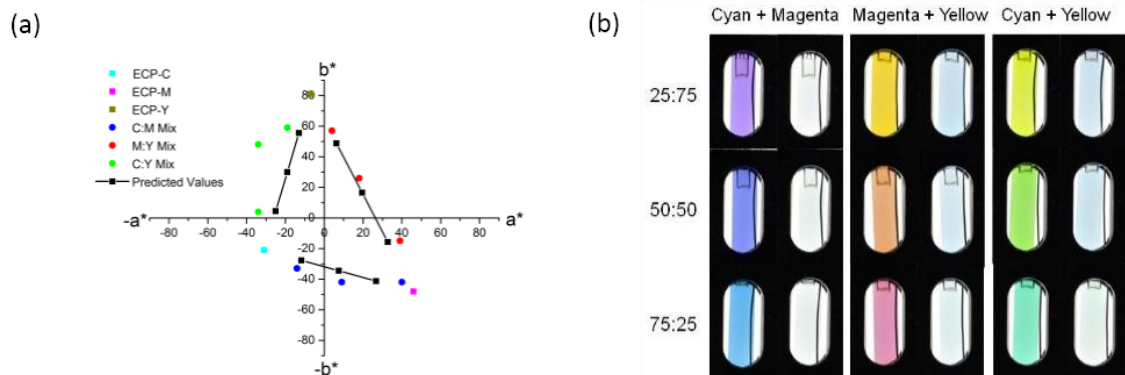 (a)
ECP-C
ECP-M
ECP-Y
C:M Mix
M:Y Mix
C:Y Mix
Predicted Values
b*
80
60
40
20
0
-20
-40
-60
-80
-b*
-a*
-80 -60 -40 -20 0 20 40 60 80
a*
(b)
Cyan + Magenta Magenta + Yellow Cyan + Yellow
25:75
50:50
75:25